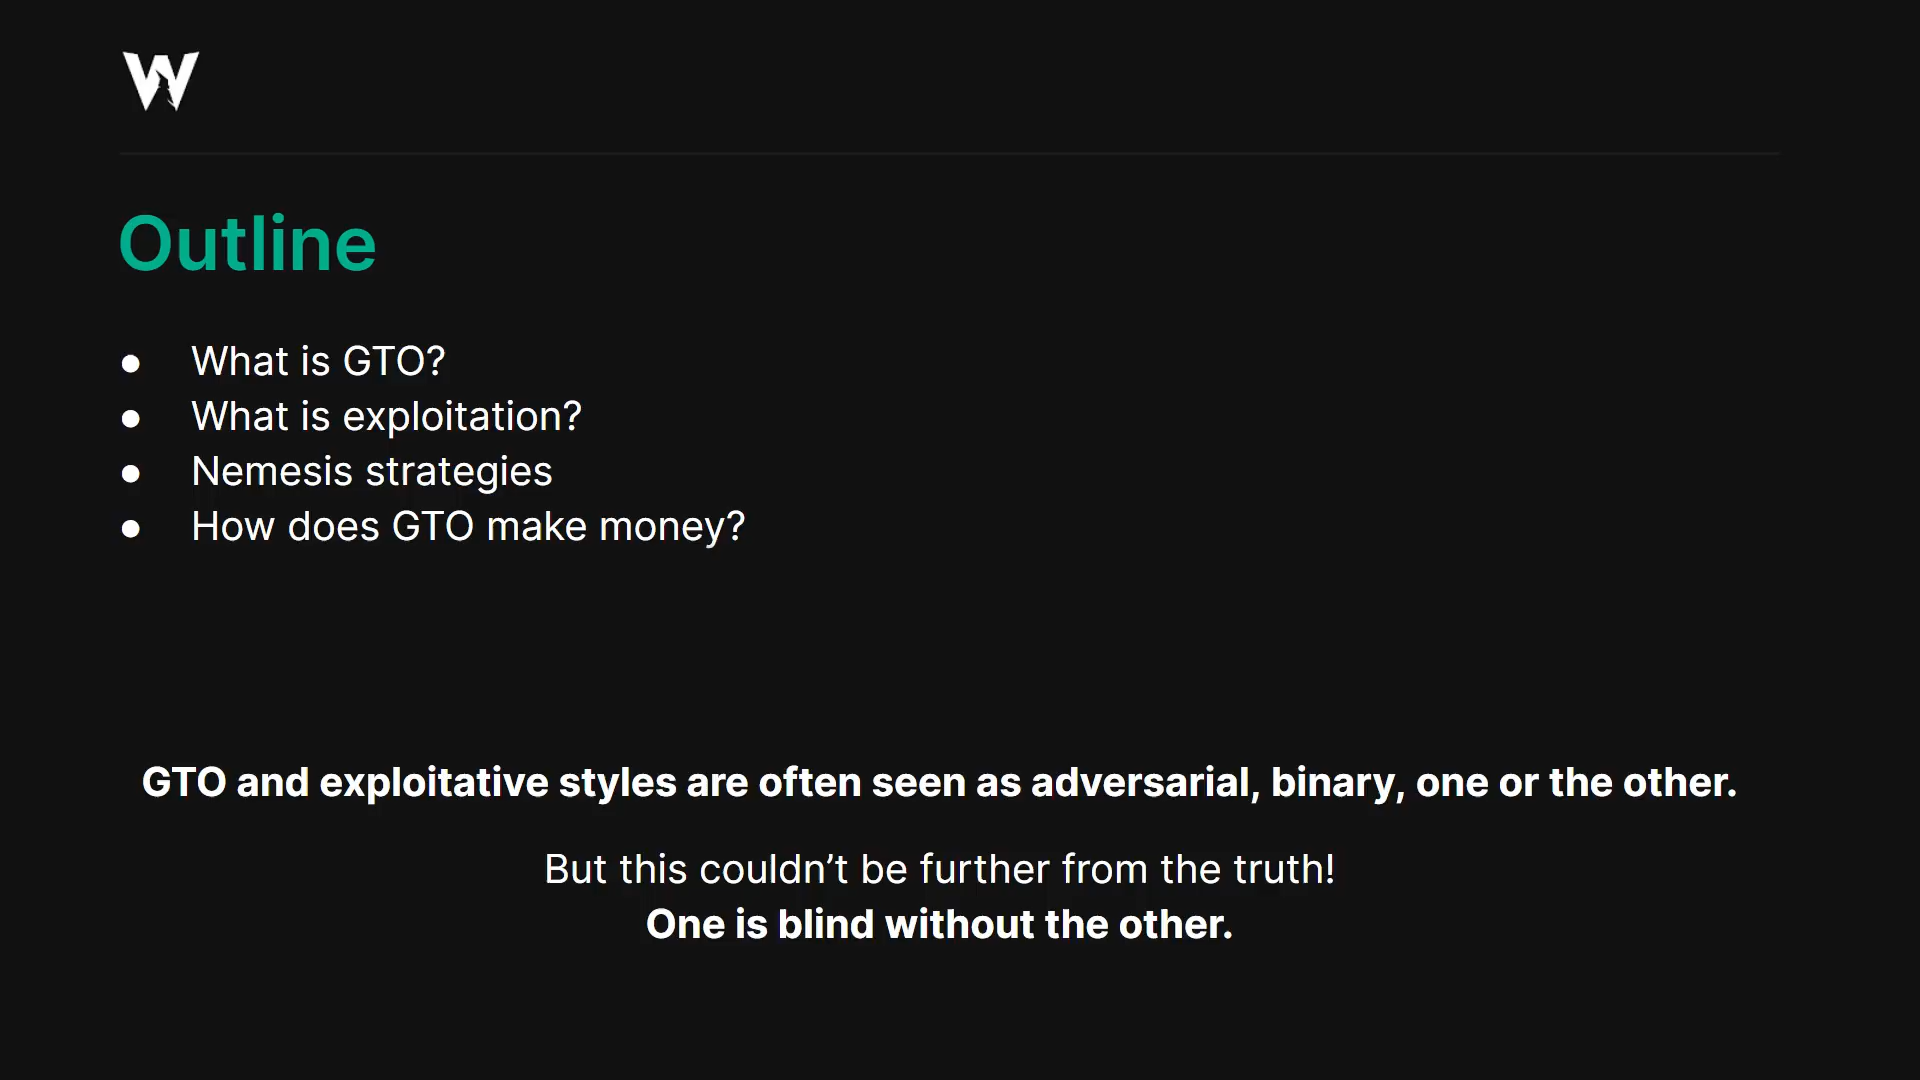 W
Outline
● What is GTO?
● What is exploitation?
● Nemesis strategies
● How does GTO make money?
GTO and exploitative styles are often seen as adversarial, binary, one or the other.
But this couldn’t be further from the truth!
One is blind without the other.